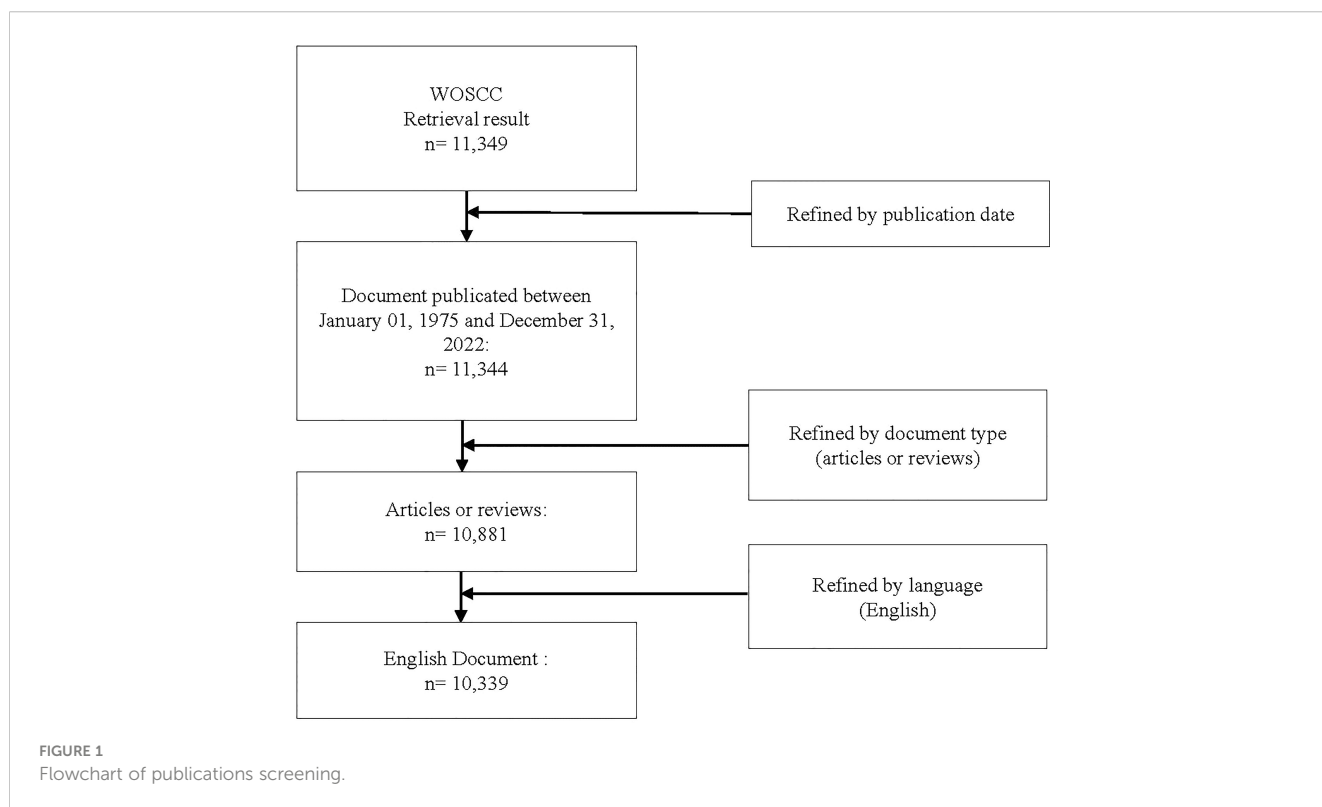 WOSCC
Retrieval result
n= 11,349
Refined by publication date
Document publicated between
January 01, 1975 and December 31,
2022:
n= 11,344
Refined by document type
(articles or reviews)
Articles or reviews:
n= 10,881
Refined by language
(English)
English Document :
n= 10,339
FIGURE 1
Flowchart of publications screening.